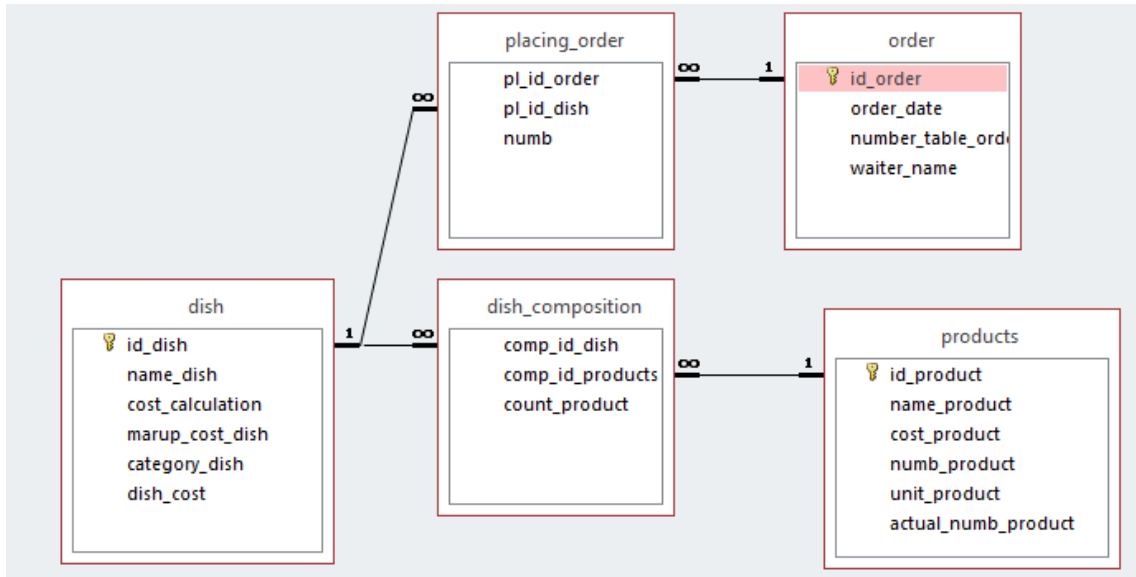 placing_order
pl_id_order
pl_id_dish
numb
order
id_order
order_date
number_table_orde
waiter_name
∞
∞
1
dish
id_dish
name_dish
cost_calculation
marup_cost_dish
category_dish
dish_cost
1
∞
dish_composition
comp_id_dish
comp_id_products
count_product
∞
1
products
id_product
name_product
cost_product
numb_product
unit_product
actual_numb_product